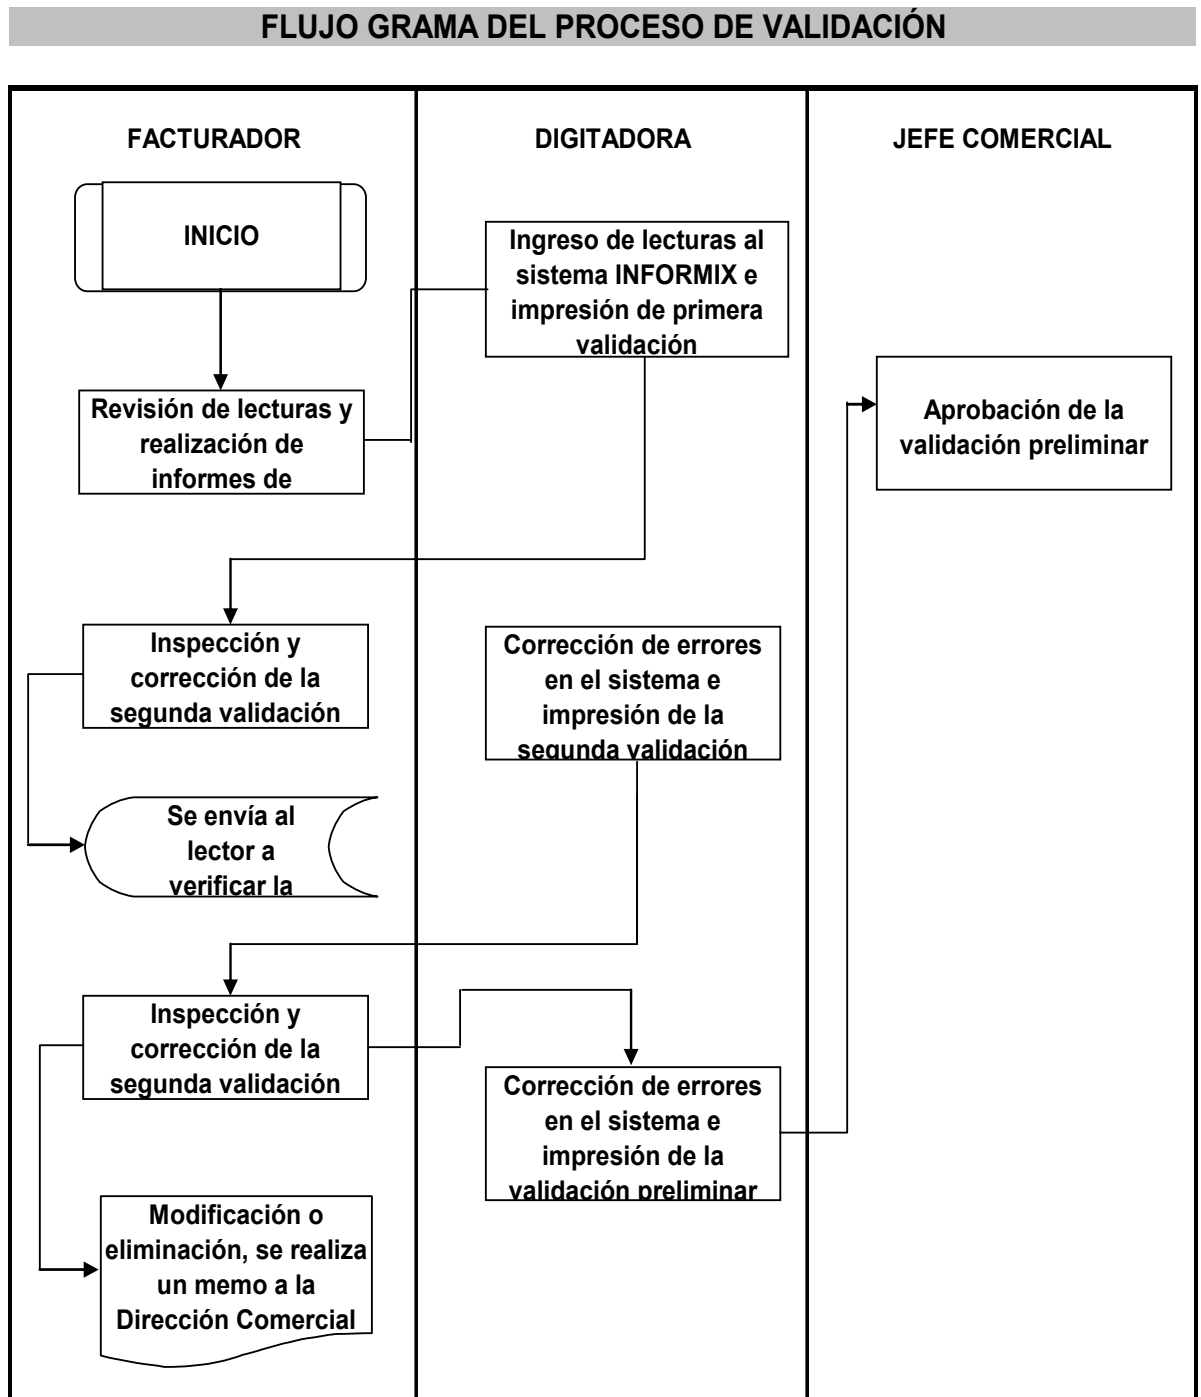 FLUJO GRAMA DEL PROCESO DE VALIDACIÓN
FACTURADOR
DIGITADORA
JEFE COMERCIAL
INICIO
Ingreso de lecturas al
sistema INFORMIX e
impresión de primera
validación
Revisión de lecturas y
realización de
informes de
Aprobación de la
validación preliminar
Inspección y
corrección de la
segunda validación
Corrección de errores
en el sistema e
impresión de la
segunda validación
Se envía al
lector a
verificar la
Inspección y
corrección de la
segunda validación
Corrección de errores
en el sistema e
impresión de la
validación preliminar
Modificación o
eliminación, se realiza
un memo a la
Dirección Comercial